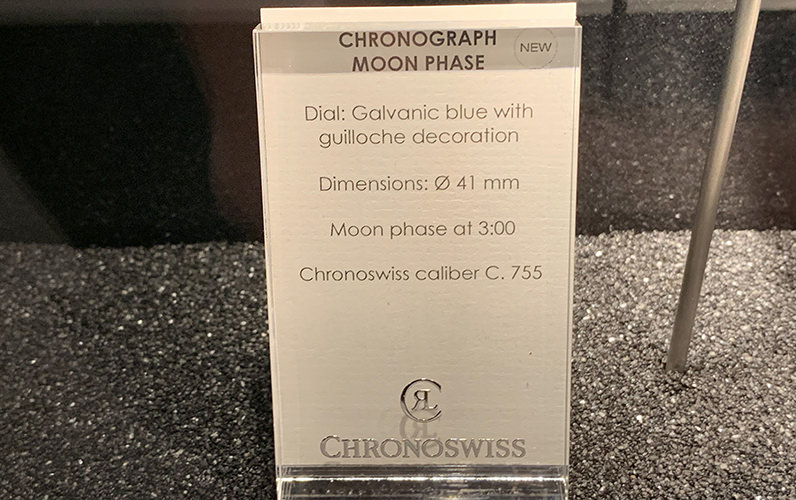 CHRONOGRAPH
MOON PHASE
NEW
Dial: Galvanic blue with
guilloche decoration
Dimensions: Ø 41 mm
Moon phase at 3:00
Chronoswiss caliber C. 755
CHRONOSWISS